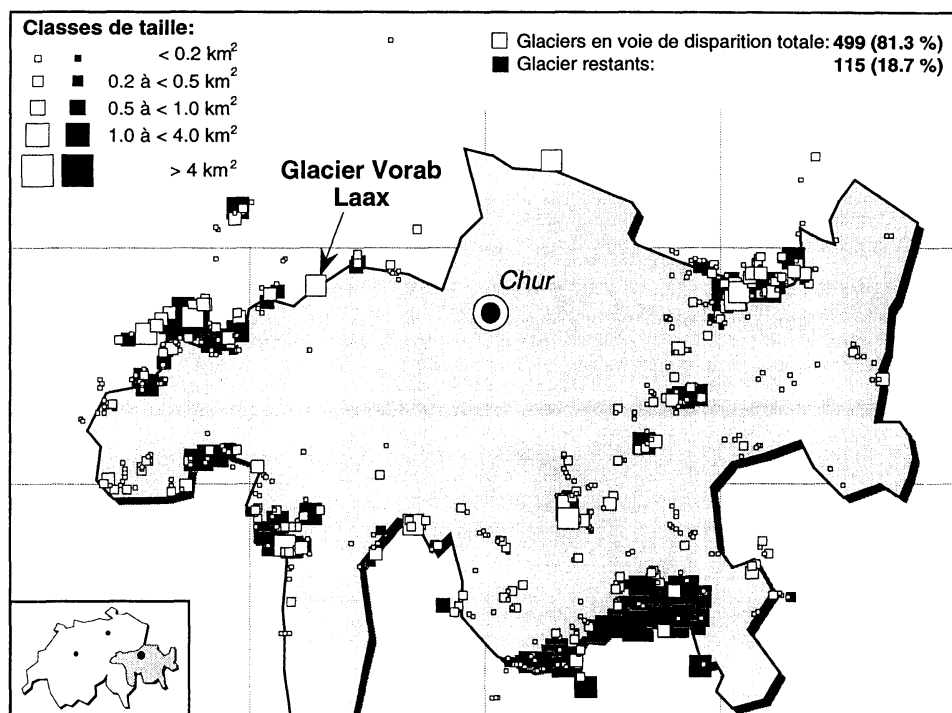 Classes de taille:
< 0.2 km²
0.2 à < 0.5 km²
0.5 à < 1.0 km²
1.0 à < 4.0 km²
> 4 km²
Glaciers en voie de disparition totale: 499 (81.3 %)
Glacier restants: 115 (18.7 %)
Glacier Vorab
Laax
Chur